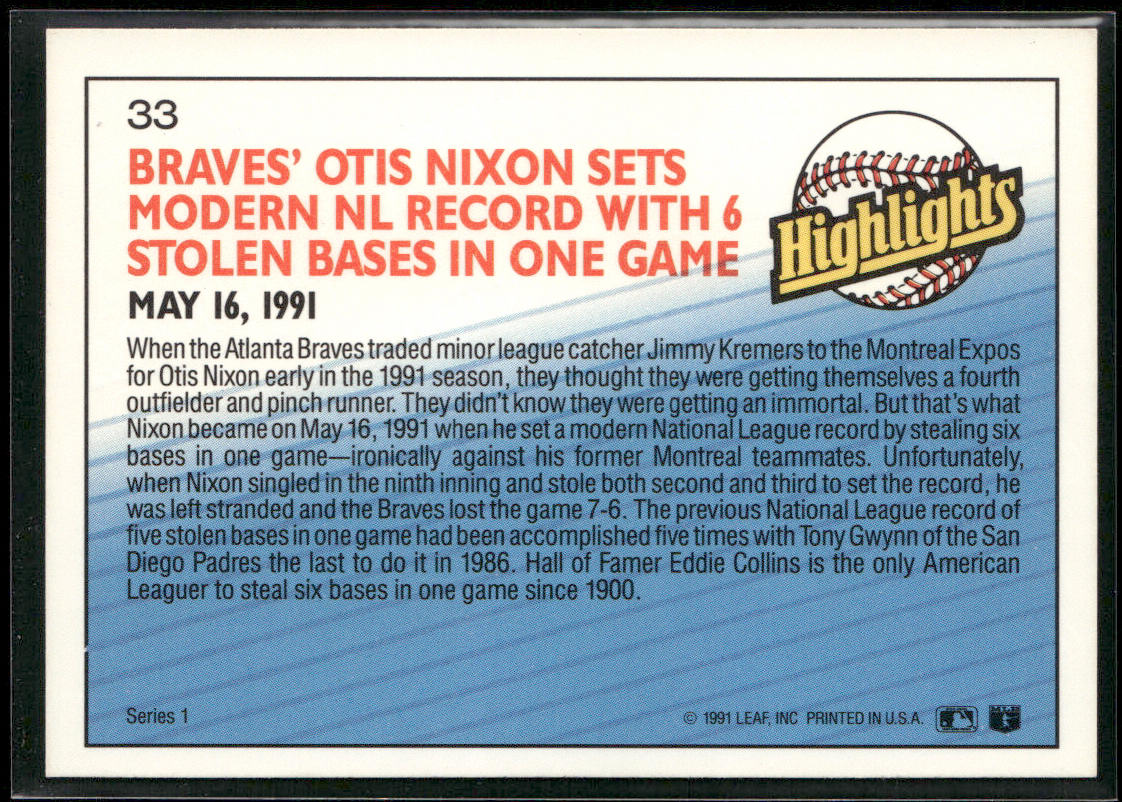 33
BRAVES' OTIS NIXON SETS
MODERN NL RECORD WITH 6
STOLEN BASES IN ONE GAME
Highlights
MAY 16, 1991
When the Atlanta Braves traded minor league catcher Jimmy Kremers to the Montreal Expos
for Otis Nixon early in the 1991 season, they thought they were getting themselves a fourth
outfielder and pinch runner. They didn't know they were getting an immortal. But that's what
Nixon became on May 16, 1991 when he set a modern National League record by stealing six
bases in one game—ironically against his former Montreal teammates. Unfortunately,
when Nixon singled in the ninth inning and stole both second and third to set the record, he
was left stranded and the Braves lost the game 7-6. The previous National League record of
five stolen bases in one game had been accomplished five times with Tony Gwynn of the San
Diego Padres the last to do it in 1986. Hall of Famer Eddie Collins is the only American
Leaguer to steal six bases in one game since 1900.
Series 1
© 1991 LEAF, INC PRINTED IN U.S.A.
MLB